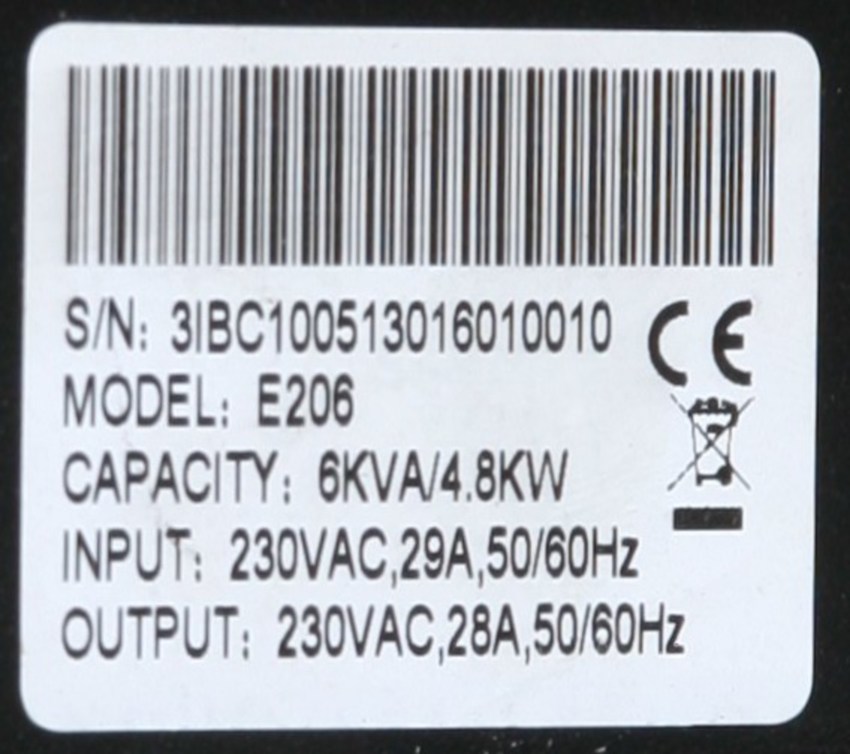 S/N: 3IBC100513016010010
CE
MODEL: E206
CAPACITY: 6KVA/4.8KW
INPUT: 230VAC,29A,50/60Hz
OUTPUT: 230VAC,28A,50/60Hz